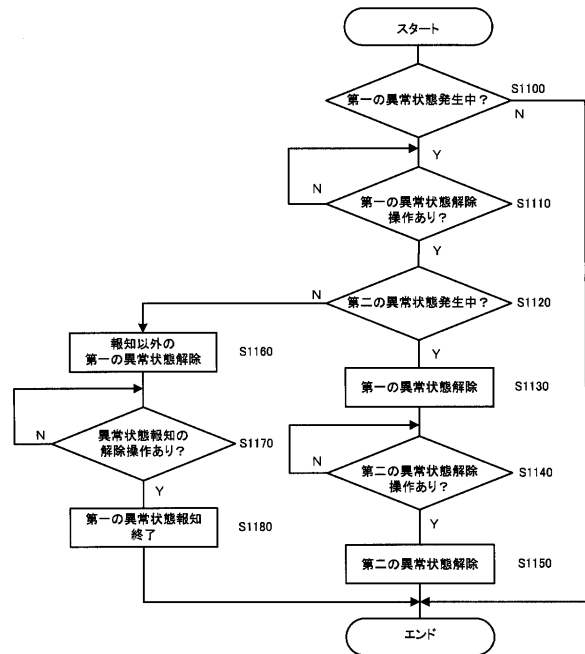 スタート
第一の異常状態発生中?
S1100
N
Y
N
第一の異常状態解除
操作あり?
S1110
Y
N
第二の異常状態発生中?
S1120
報知以外の
第一の異常状態解除
S1160
Y
第一の異常状態解除
S1130
N
異常状態報知の
解除操作あり?
S1170
N
第二の異常状態解除
操作あり?
S1140
Y
Y
第一の異常状態報知
終了
S1180
第二の異常状態解除
S1150
エンド